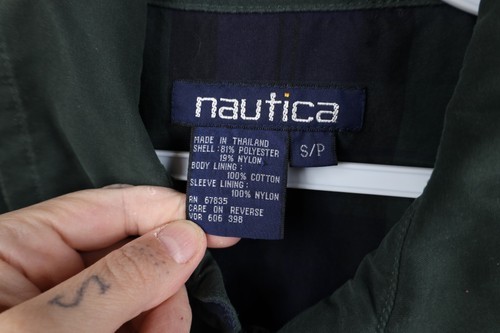 nautica
S/P
MADE IN THAILAND
SHELL: 81% POLYESTER
19% NYLON.
BODY LINING:
100% COTTON
SLEEVE LINING:
100% NYLON
RN 67835
CARE ON REVERSE
VDR 606 398